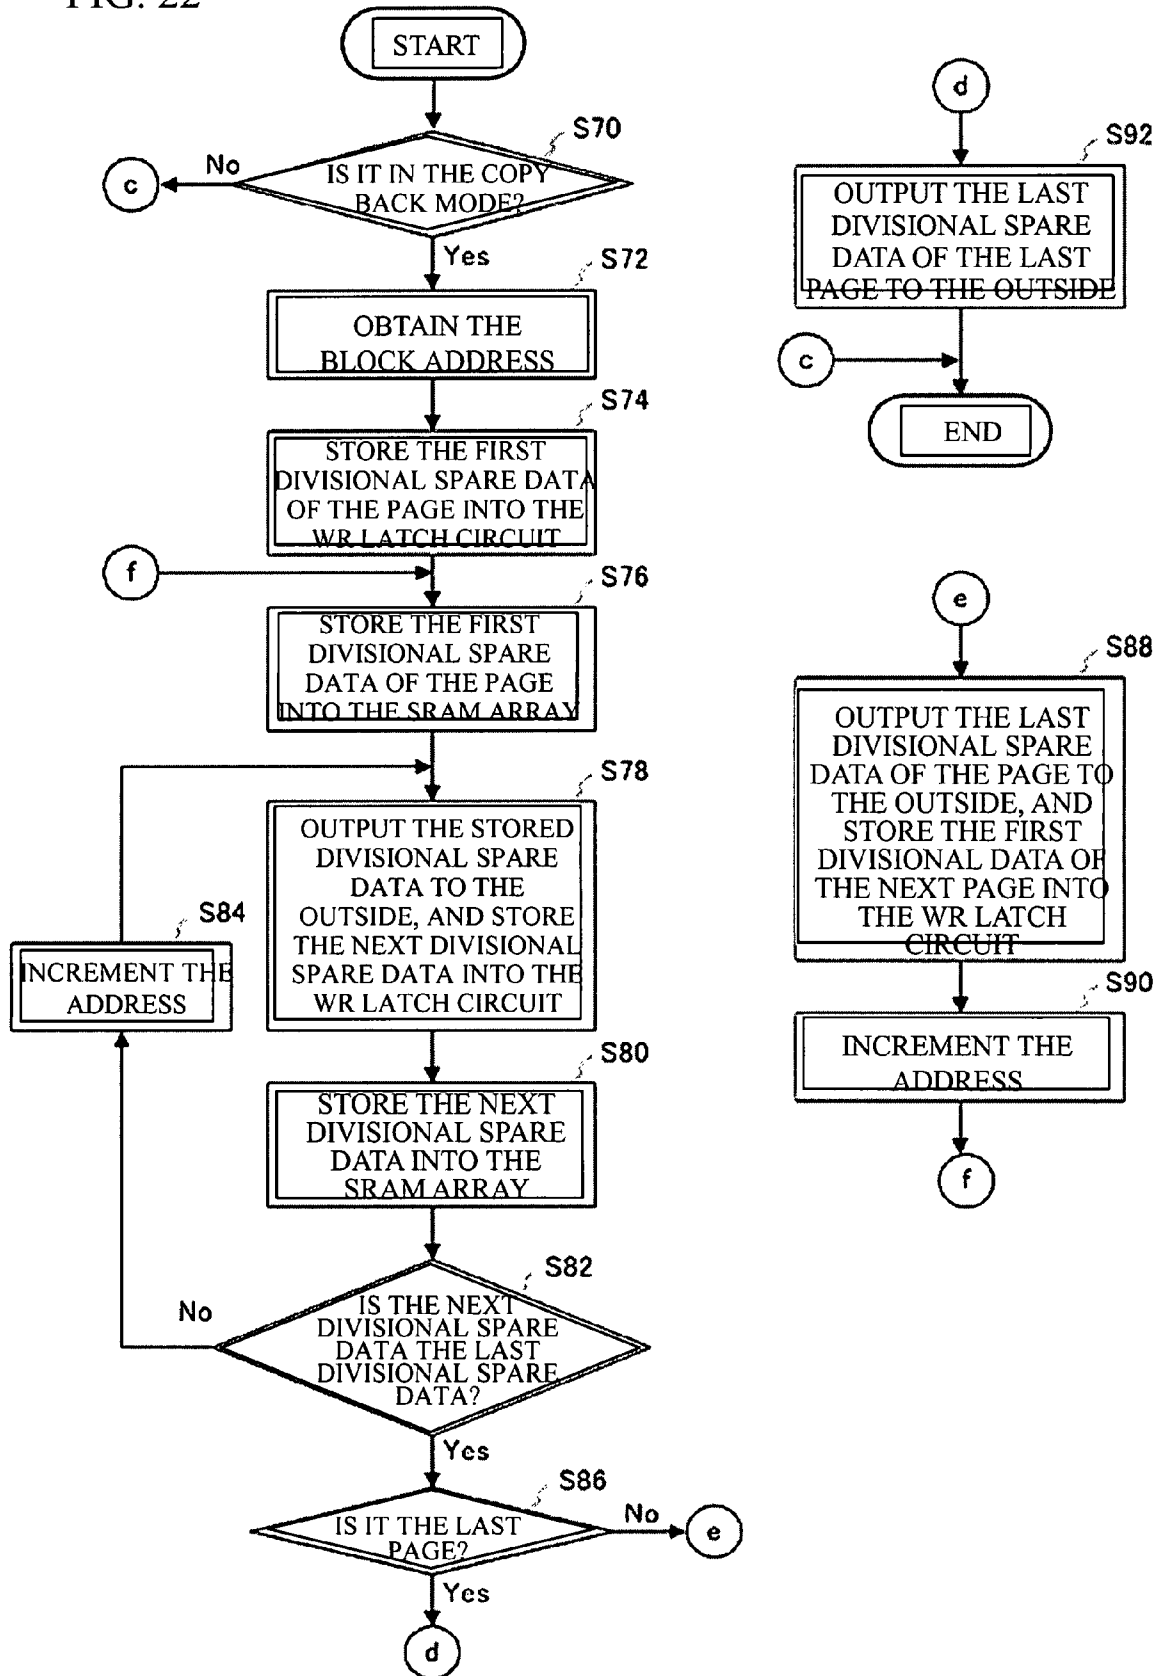 FIG. 22
START
S70
No
c
IS IT IN THE COPY
BACK MODE?
Yes
S72
OBTAIN THE
BLOCK ADDRESS
S74
STORE THE FIRST
DIVISIONAL SPARE DATA
OF THE PAGE INTO THE
WR LATCH CIRCUIT
f
S76
STORE THE FIRST
DIVISIONAL SPARE
DATA OF THE PAGE
INTO THE SRAM ARRAY
S78
OUTPUT THE STORED
DIVISIONAL SPARE
DATA TO THE
OUTSIDE, AND STORE
THE NEXT DIVISIONAL
SPARE DATA INTO THE
WR LATCH CIRCUIT
S84
INCREMENT THE
ADDRESS
S80
STORE THE NEXT
DIVISIONAL SPARE
DATA INTO THE
SRAM ARRAY
S82
No
IS THE NEXT
DIVISIONAL SPARE
DATA THE LAST
DIVISIONAL SPARE
DATA?
Yes
S86
IS IT THE LAST
PAGE?
No
e
Yes
d
d
S92
OUTPUT THE LAST
DIVISIONAL SPARE
DATA OF THE LAST
PAGE TO THE OUTSIDE
c
END
e
S88
OUTPUT THE LAST
DIVISIONAL SPARE
DATA OF THE PAGE TO
THE OUTSIDE, AND
STORE THE FIRST
DIVISIONAL DATA OF
THE NEXT PAGE INTO
THE WR LATCH
CIRCUIT
S90
INCREMENT THE
ADDRESS
f